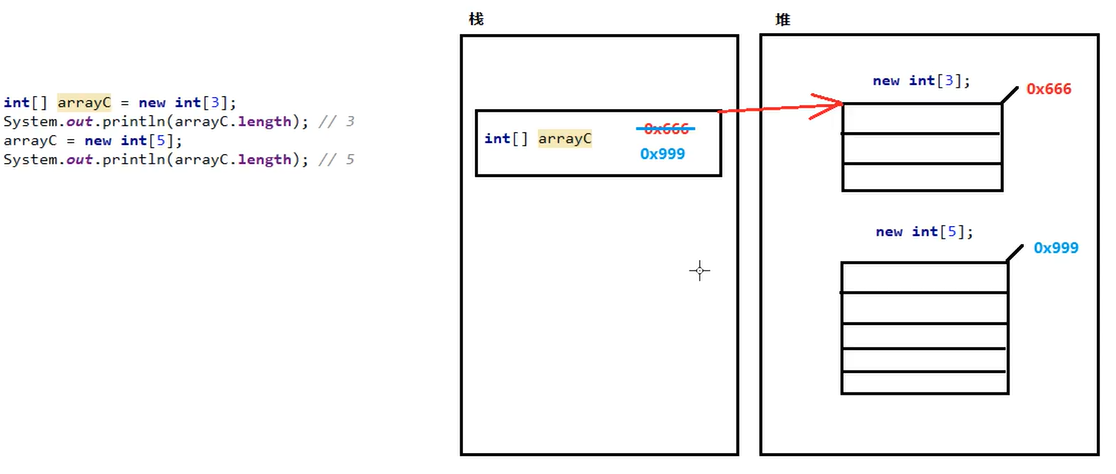 int[] arrayC = new int[3];
System.out.println(arrayC.length); // 3
arrayC = new int[5];
System.out.println(arrayC.length); // 5
栈
int[] arrayC
0x666
0x999
堆
new int[3];
0x666
new int[5];
0x999